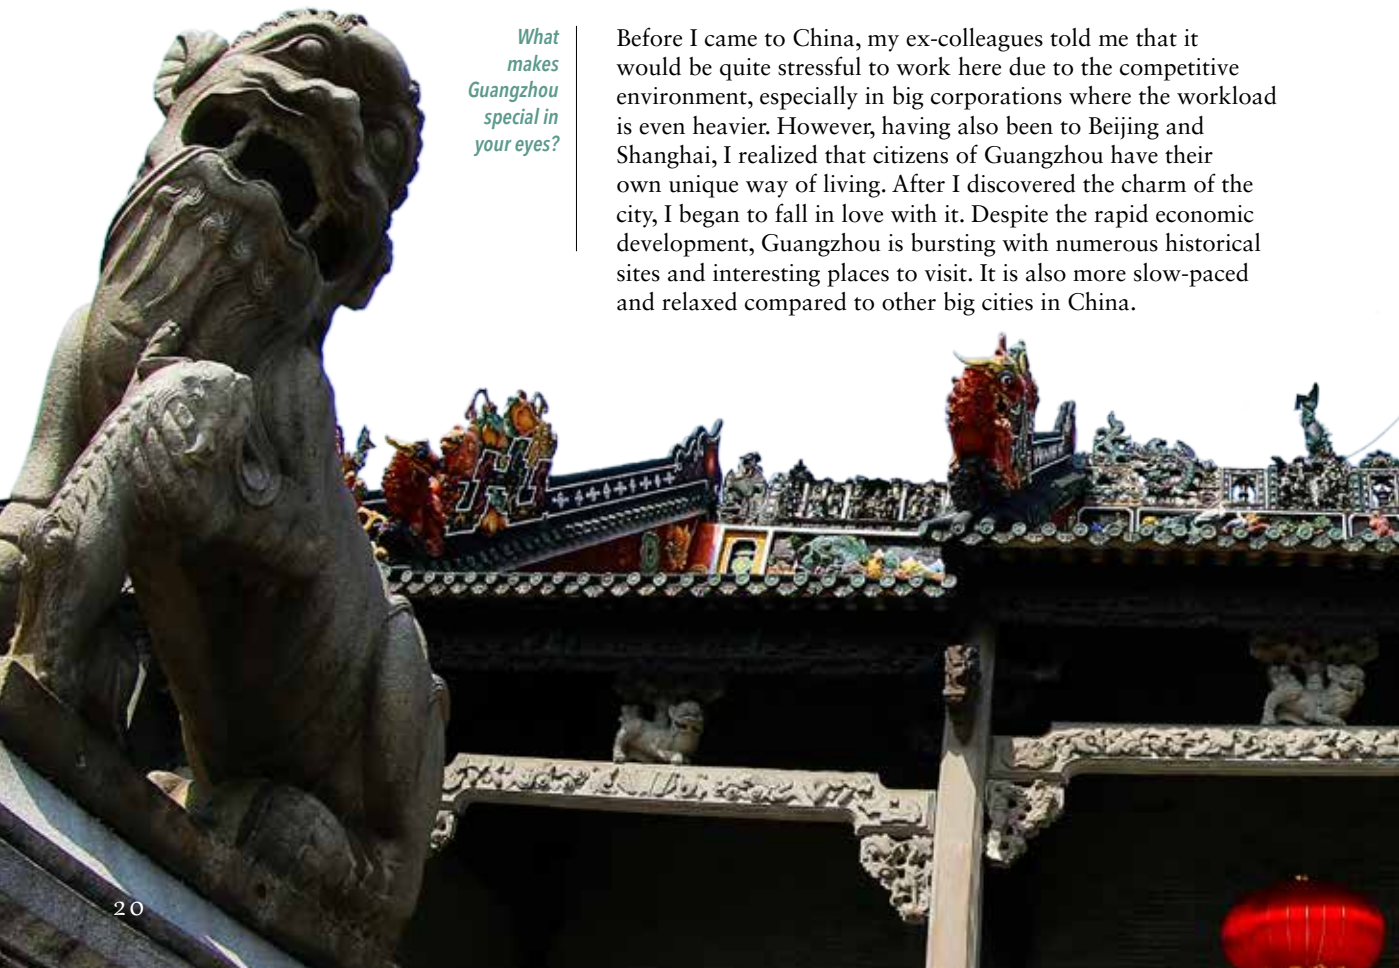 What
makes
Guangzhou
special in
your eyes?
Before I came to China, my ex-colleagues told me that it
would be quite stressful to work here due to the competitive
environment, especially in big corporations where the workload
is even heavier. However, having also been to Beijing and
Shanghai, I realized that citizens of Guangzhou have their
own unique way of living. After I discovered the charm of the
city, I began to fall in love with it. Despite the rapid economic
development, Guangzhou is bursting with numerous historical
sites and interesting places to visit. It is also more slow-paced
and relaxed compared to other big cities in China.
20